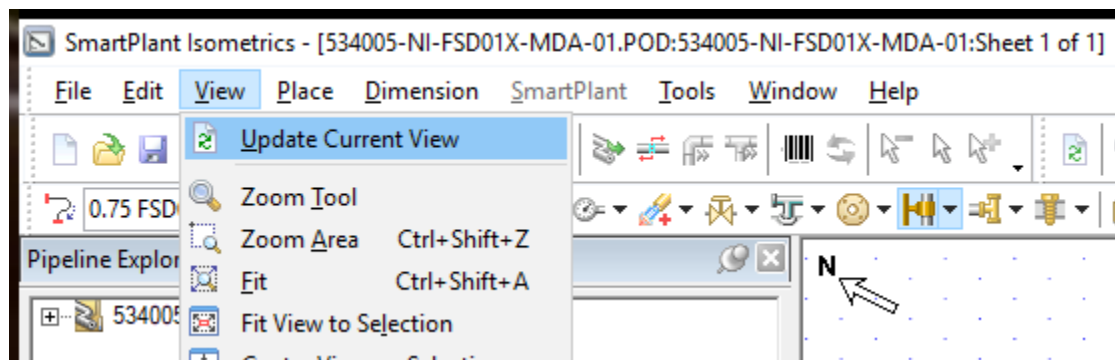 SmartPlant Isometrics - [534005-NI-FSD01X-MDA-01.POD:534005-NI-FSD01X-MDA-01:Sheet 1 of 1]
File Edit View Place Dimension SmartPlant Tools Window Help
Update Current View
Zoom Tool
0.75 FSD
Zoom Area Ctrl+Shift+Z
Pipeline Explor
N
Fit Ctrl+Shift+A
534005
Fit View to Selection